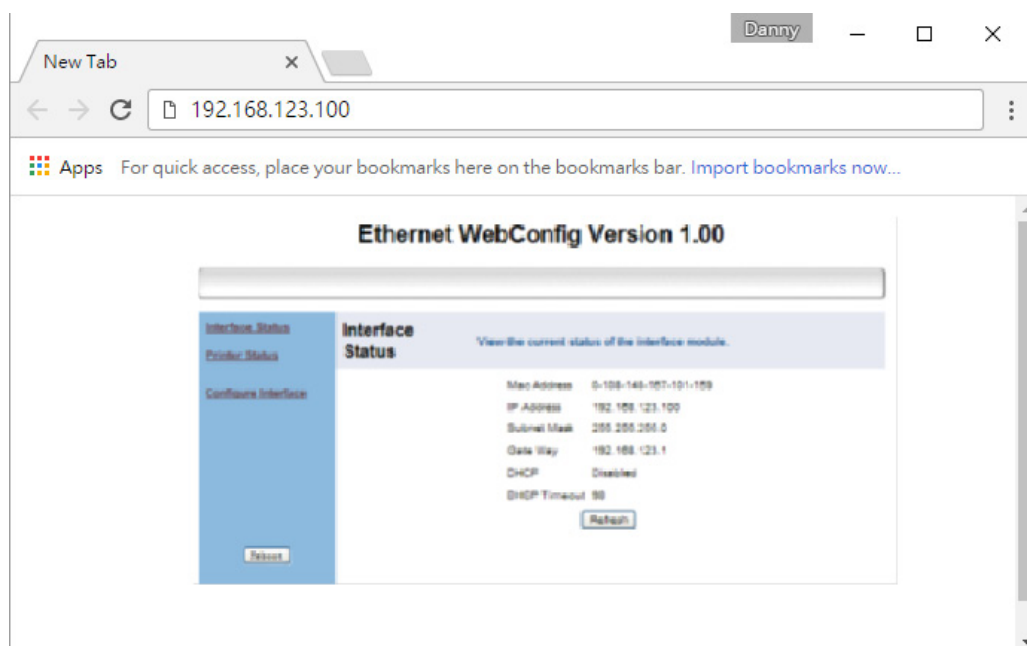 Danny
New Tab
192.168.123.100
Apps For quick access, place your bookmarks here on the bookmarks bar. Import bookmarks now...
Ethernet WebConfig Version 1.00
Interface Status
Printer Status
Configure Interface
Reboot
Interface
Status
View the current status of the interface module.
Mac Address
IP Address 192.168.123.100
Subnet Mask 255.255.255.0
Gate Way 192.168.123.1
DHCP Disabled
DHCP Timeout
Refresh